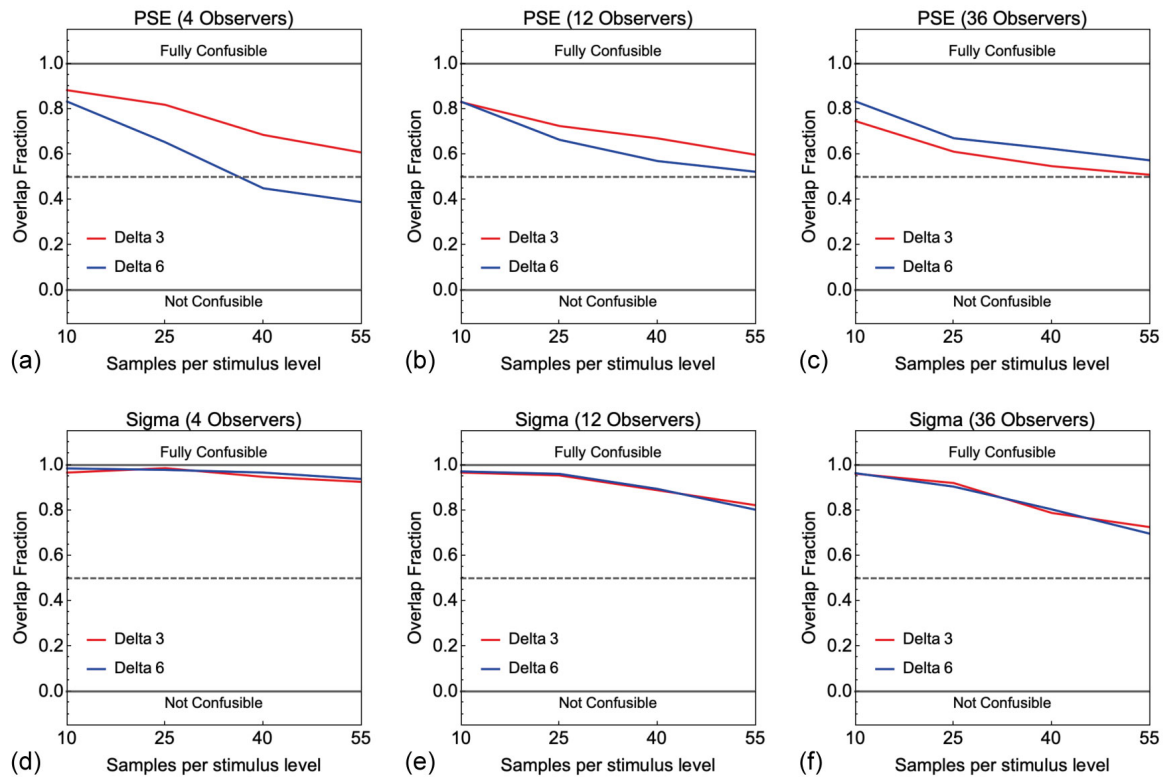 PSE (4 Observers)
Fully Confusible
1.0
0.8
0.6
0.4
0.2
0.0
Overlap Fraction
Delta 3
Delta 6
Not Confusible
10 25 40 55
(a) Samples per stimulus level
PSE (12 Observers)
Fully Confusible
1.0
0.8
0.6
0.4
0.2
0.0
Overlap Fraction
Delta 3
Delta 6
Not Confusible
10 25 40 55
(b) Samples per stimulus level
PSE (36 Observers)
Fully Confusible
1.0
0.8
0.6
0.4
0.2
0.0
Overlap Fraction
Delta 3
Delta 6
Not Confusible
10 25 40 55
(c) Samples per stimulus level
Sigma (4 Observers)
Fully Confusible
1.0
0.8
0.6
0.4
0.2
0.0
Overlap Fraction
Delta 3
Delta 6
Not Confusible
10 25 40 55
(d) Samples per stimulus level
Sigma (12 Observers)
Fully Confusible
1.0
0.8
0.6
0.4
0.2
0.0
Overlap Fraction
Delta 3
Delta 6
Not Confusible
10 25 40 55
(e) Samples per stimulus level
Sigma (36 Observers)
Fully Confusible
1.0
0.8
0.6
0.4
0.2
0.0
Overlap Fraction
Delta 3
Delta 6
Not Confusible
10 25 40 55
(f) Samples per stimulus level